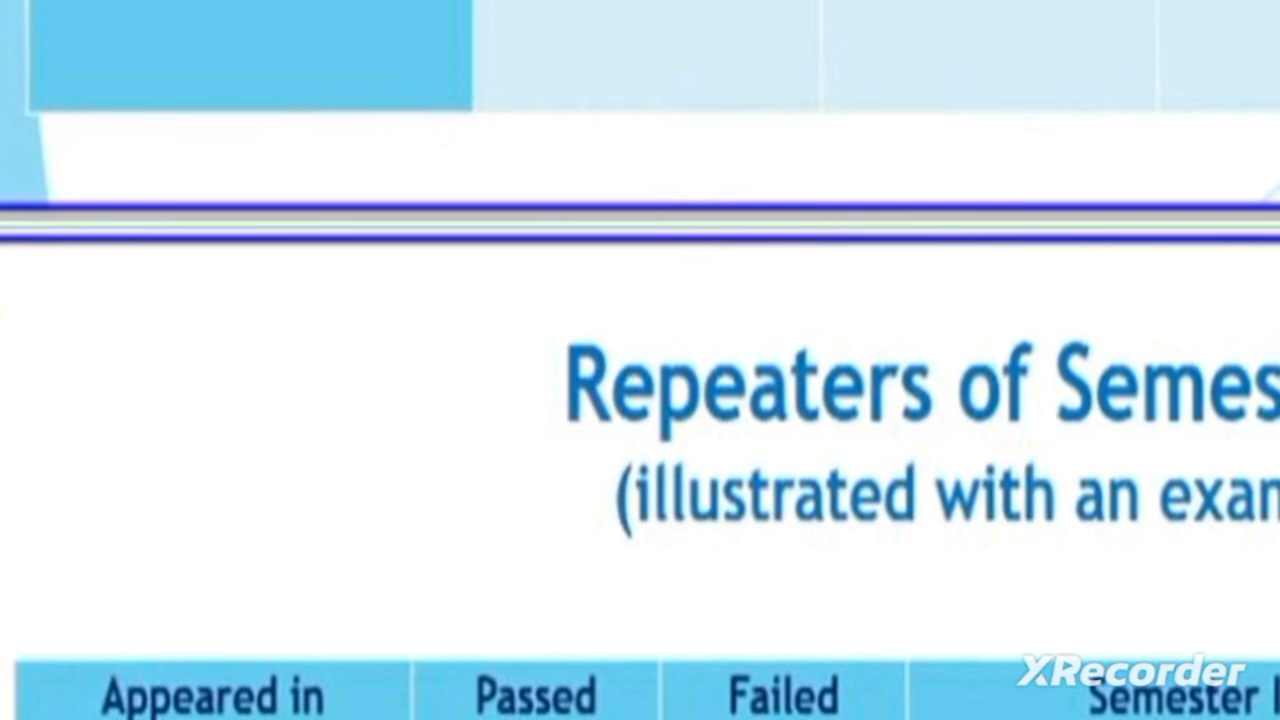 Repeaters of Semes
(illustrated with an exam
Appeared in Passed Failed Semester
XRecorder